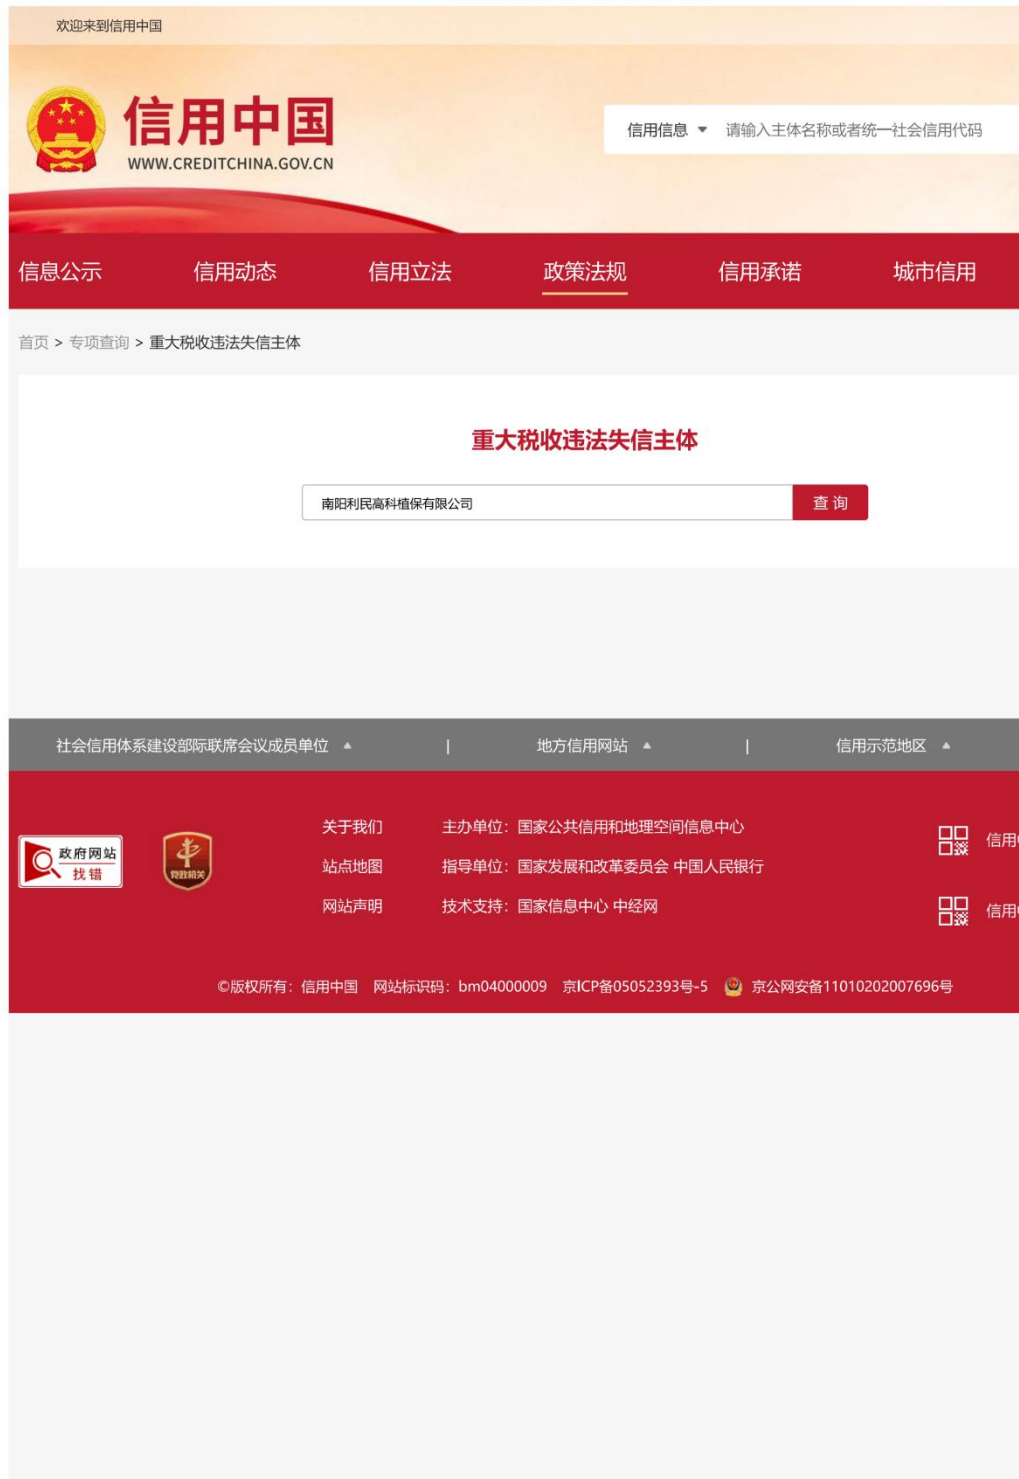 欢迎来到信用中国
信用中国
WWW.CREDITCHINA.GOV.CN
信用信息 请输入主体名称或者统一社会信用代码
信息公示 信用动态 信用立法 政策法规 信用承诺 城市信用
首页 > 专项查询 > 重大税收违法失信主体
重大税收违法失信主体
南阳利民高科植保有限公司 查询
社会信用体系建设部际联席会议成员单位 | 地方信用网站 | 信用示范地区
关于我们 主办单位：国家公共信用和地理空间信息中心
政府网站 找错 党政机关 站点地图 指导单位：国家发展和改革委员会 中国人民银行 信用
网站声明 技术支持：国家信息中心 中经网 信用
©版权所有：信用中国 网站标识码：bm04000009 京ICP备05052393号-5 京公网安备11010202007696号